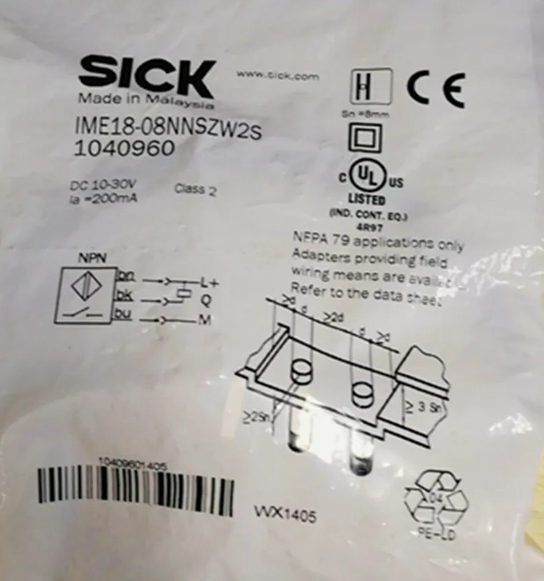 SICK
www.sick.com
Made in Malaysia
IME18-08NNSZW2S
1040960
DC 10-30V
Ia =200mA
Class 2
H
CE
Sn =8mm
C UL US
LISTED
(IND. CONT. EQ.)
4R97
NFPA 79 applications only
Adapters providing field
wiring means are
Refer to the data sheet
NPN
bn L+
bk Q
bu M
≥d d ≥2d d ≥d
≥ 3 Sn
≥2Sn
10409601405
WX1405
04
PE-LD